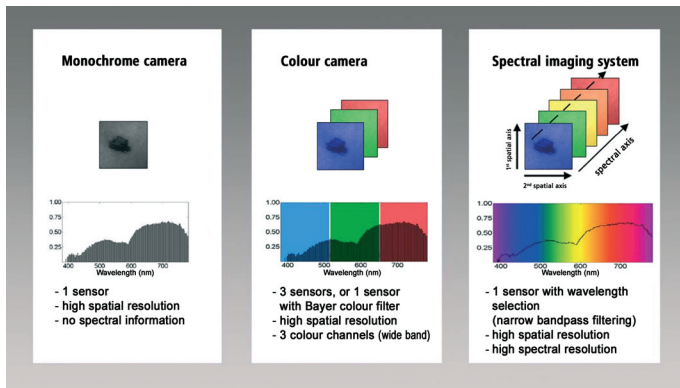 Monochrome camera
1.00
0.75
0.50
0.25
400 500 600 700
Wavelength (nm)
- 1 sensor
- high spatial resolution
- no spectral information
Colour camera
1.00
0.75
0.50
0.25
400 500 600 700
Wavelength (nm)
- 3 sensors, or 1 sensor
with Bayer colour filter
- high spatial resolution
- 3 colour channels (wide band)
Spectral imaging system
1st spatial axis
2nd spatial axis
spectral axis
1.00
0.75
0.50
0.25
400 500 600 700
Wavelength (nm)
- 1 sensor with wavelength
selection
(narrow bandpass filtering)
- high spatial resolution
- high spectral resolution